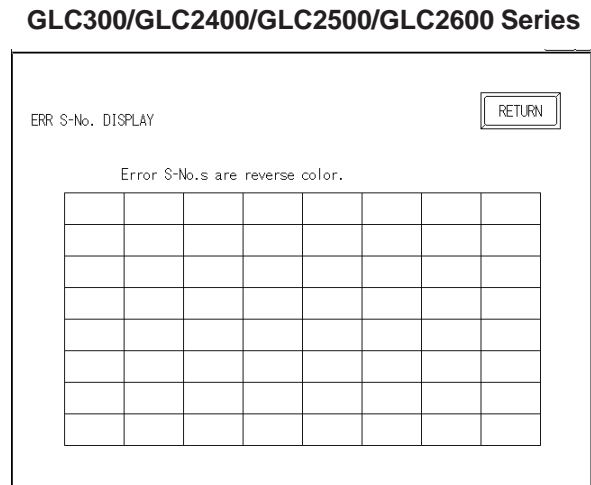 GLC300/GLC2400/GLC2500/GLC2600 Series
RETURN
ERR S-No. DISPLAY
Error S-No.s are reverse color.